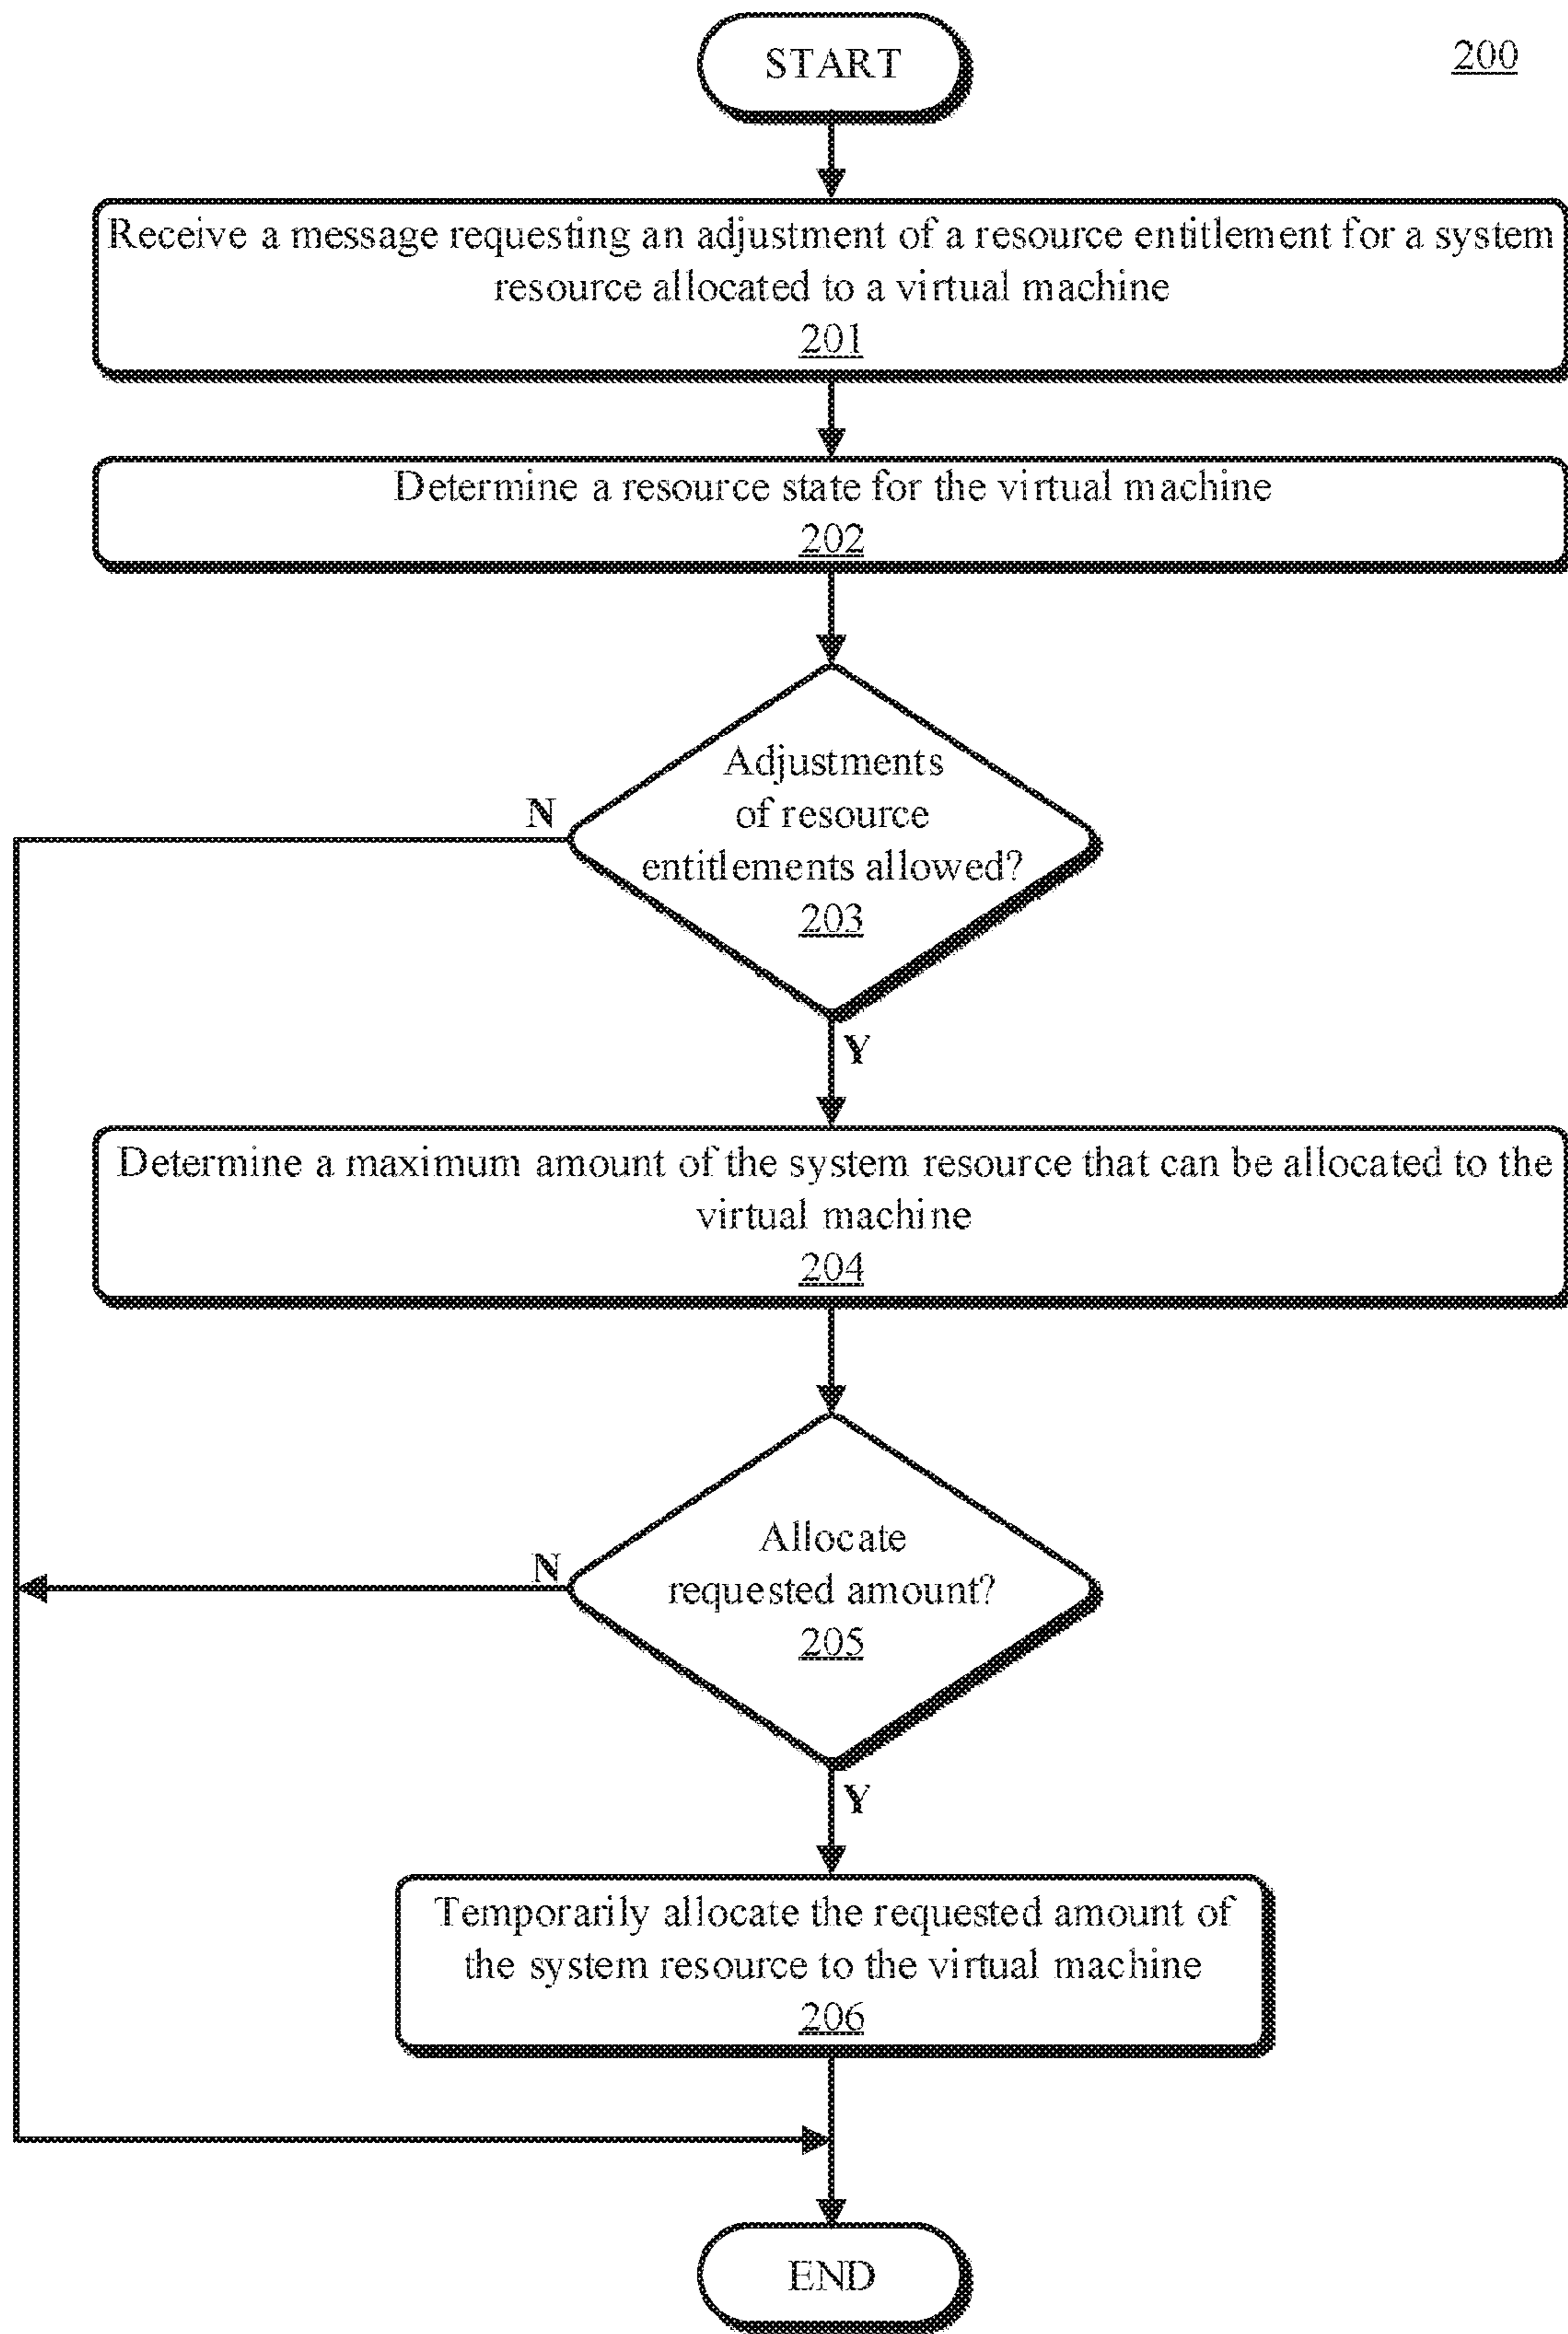 START
200
Receive a message requesting an adjustment of a resource entitlement for a system
resource allocated to a virtual machine
201
Determine a resource state for the virtual machine
202
Adjustments
of resource
entitlements allowed?
203
N
Y
Determine a maximum amount of the system resource that can be allocated to the
virtual machine
204
Allocate
requested amount?
205
N
Y
Temporarily allocate the requested amount of
the system resource to the virtual machine
206
END